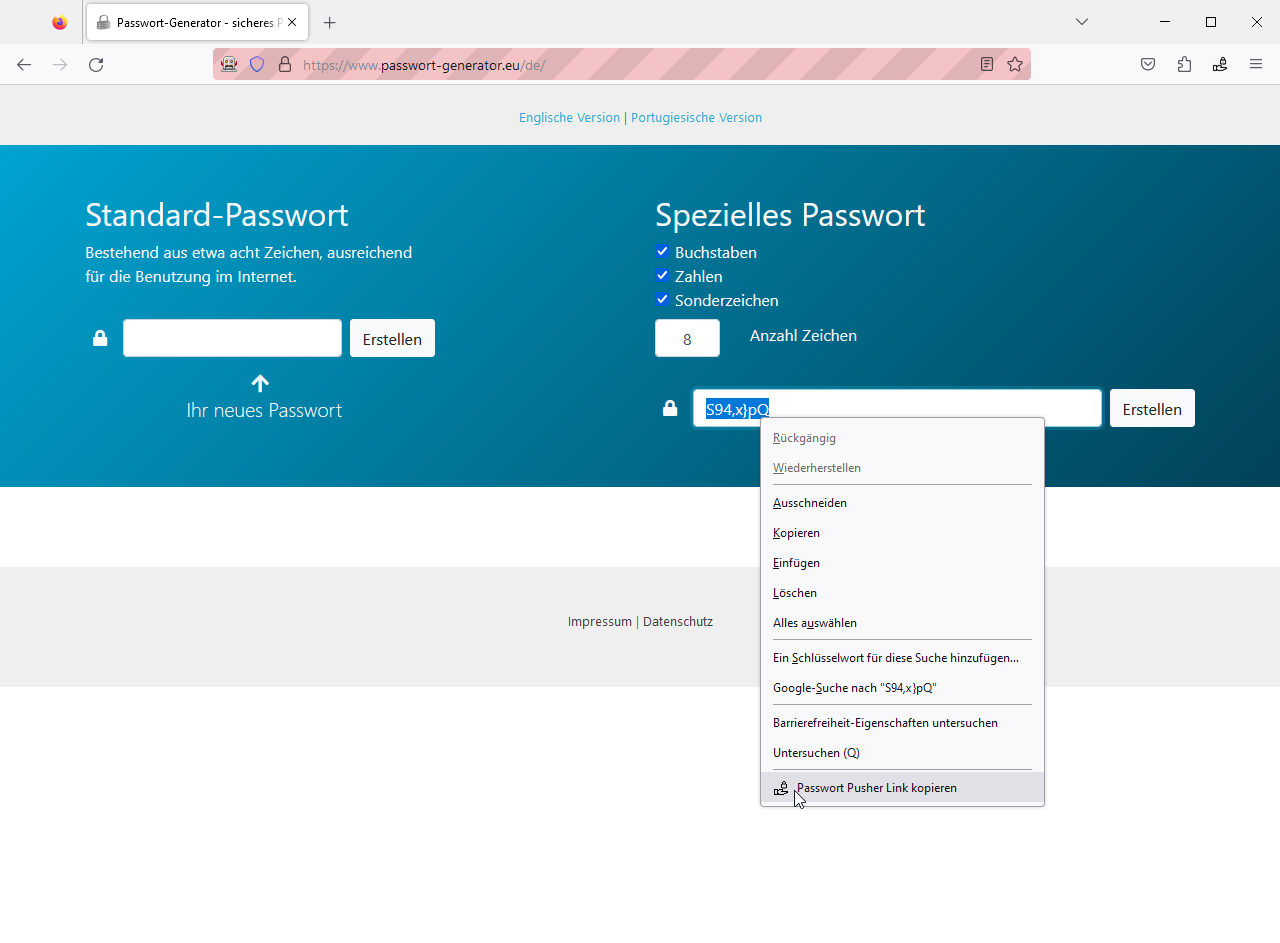 Passwort-Generator - sicheres P
https://www.passwort-generator.eu/de/
Englische Version | Portugiesische Version
Standard-Passwort
Bestehend aus etwa acht Zeichen, ausreichend
für die Benutzung im Internet.
Erstellen
Ihr neues Passwort
Spezielles Passwort
Buchstaben
Zahlen
Sonderzeichen
8
Anzahl Zeichen
S94,x}pQ
Erstellen
Rückgängig
Wiederherstellen
Ausschneiden
Kopieren
Einfügen
Löschen
Alles auswählen
Ein Schlüsselwort für diese Suche hinzufügen...
Google-Suche nach "S94,x}pQ"
Barrierefreiheit-Eigenschaften untersuchen
Untersuchen (Q)
Passwort Pusher Link kopieren
Impressum | Datenschutz